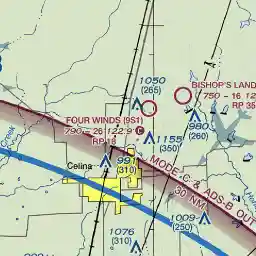 1050
(265)
BISHOP'S LAND
750 - 16
RP 35
FOUR WINDS (9S1)
790 - 26 122.9
RP 18
980
(260)
1155
(350)
Creek
Celina
991
(310)
MODE C & ADS-B OUT
30 NM
1009
(250)
1076
(310)